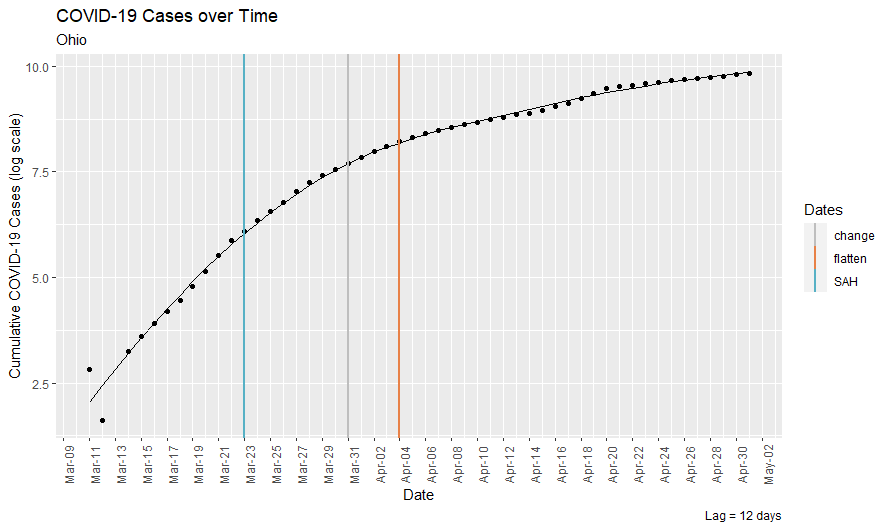 COVID-19 Cases over Time
Ohio
10.0
7.5
5.0
2.5
Cumulative COVID-19 Cases (log scale)
Mar-09
Mar-11
Mar-13
Mar-15
Mar-17
Mar-19
Mar-21
Mar-23
Mar-25
Mar-27
Mar-29
Mar-31
Apr-02
Apr-04
Apr-06
Apr-08
Apr-10
Apr-12
Apr-14
Apr-16
Apr-18
Apr-20
Apr-22
Apr-24
Apr-26
Apr-28
Apr-30
May-02
Date
Dates
change
flatten
SAH
Lag = 12 days